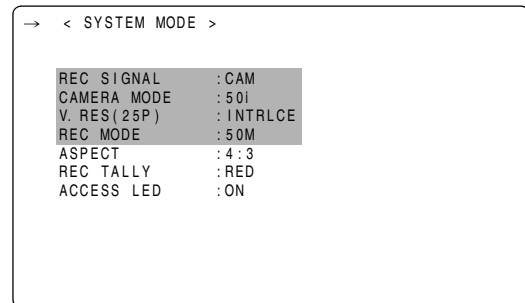 → < SYSTEM MODE >
REC SIGNAL :CAM
CAMERA MODE :50i
V. RES(25P) :INTRLCE
REC MODE :50M
ASPECT :4:3
REC TALLY :RED
ACCESS LED :ON